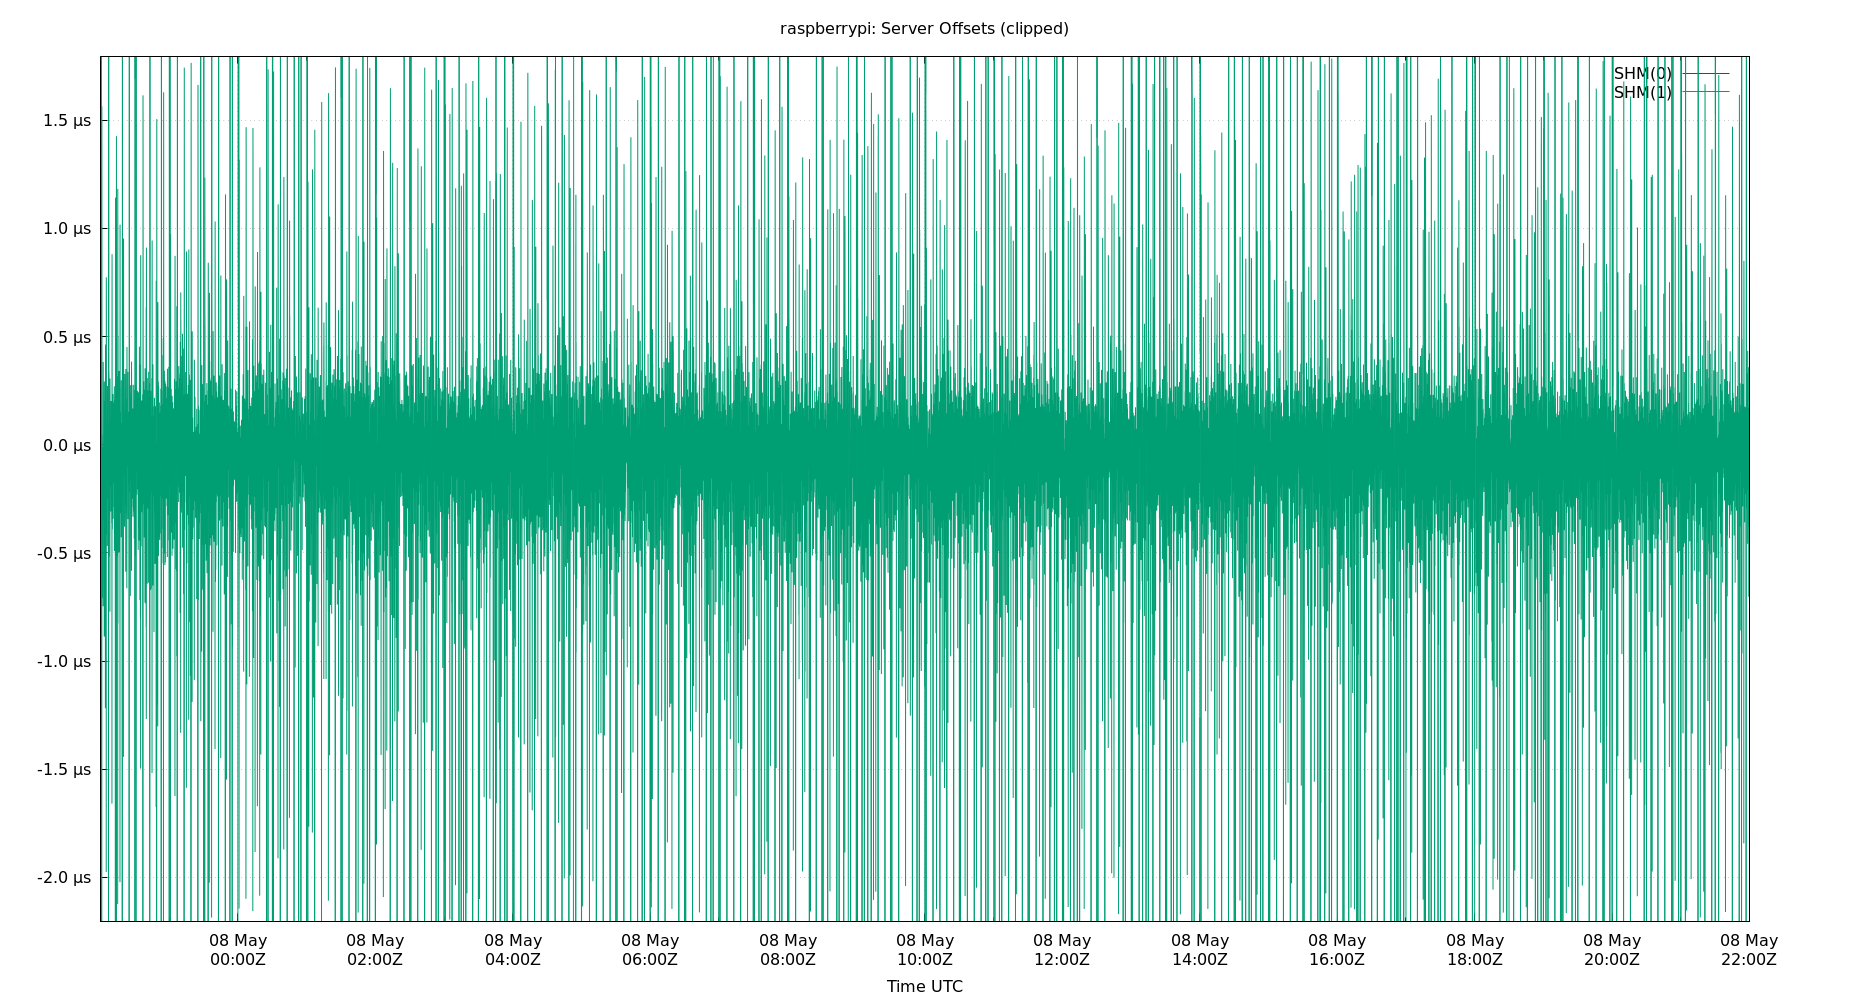 raspberrypi: Server Offsets (clipped)
SHM(0)
SHM(1)
1.5 µs
1.0 µs
0.5 µs
0.0 µs
-0.5 µs
-1.0 µs
-1.5 µs
-2.0 µs
08 May 08 May 08 May 08 May 08 May 08 May 08 May 08 May 08 May 08 May 08 May 08 May
00:00Z 02:00Z 04:00Z 06:00Z 08:00Z 10:00Z 12:00Z 14:00Z 16:00Z 18:00Z 20:00Z 22:00Z
Time UTC